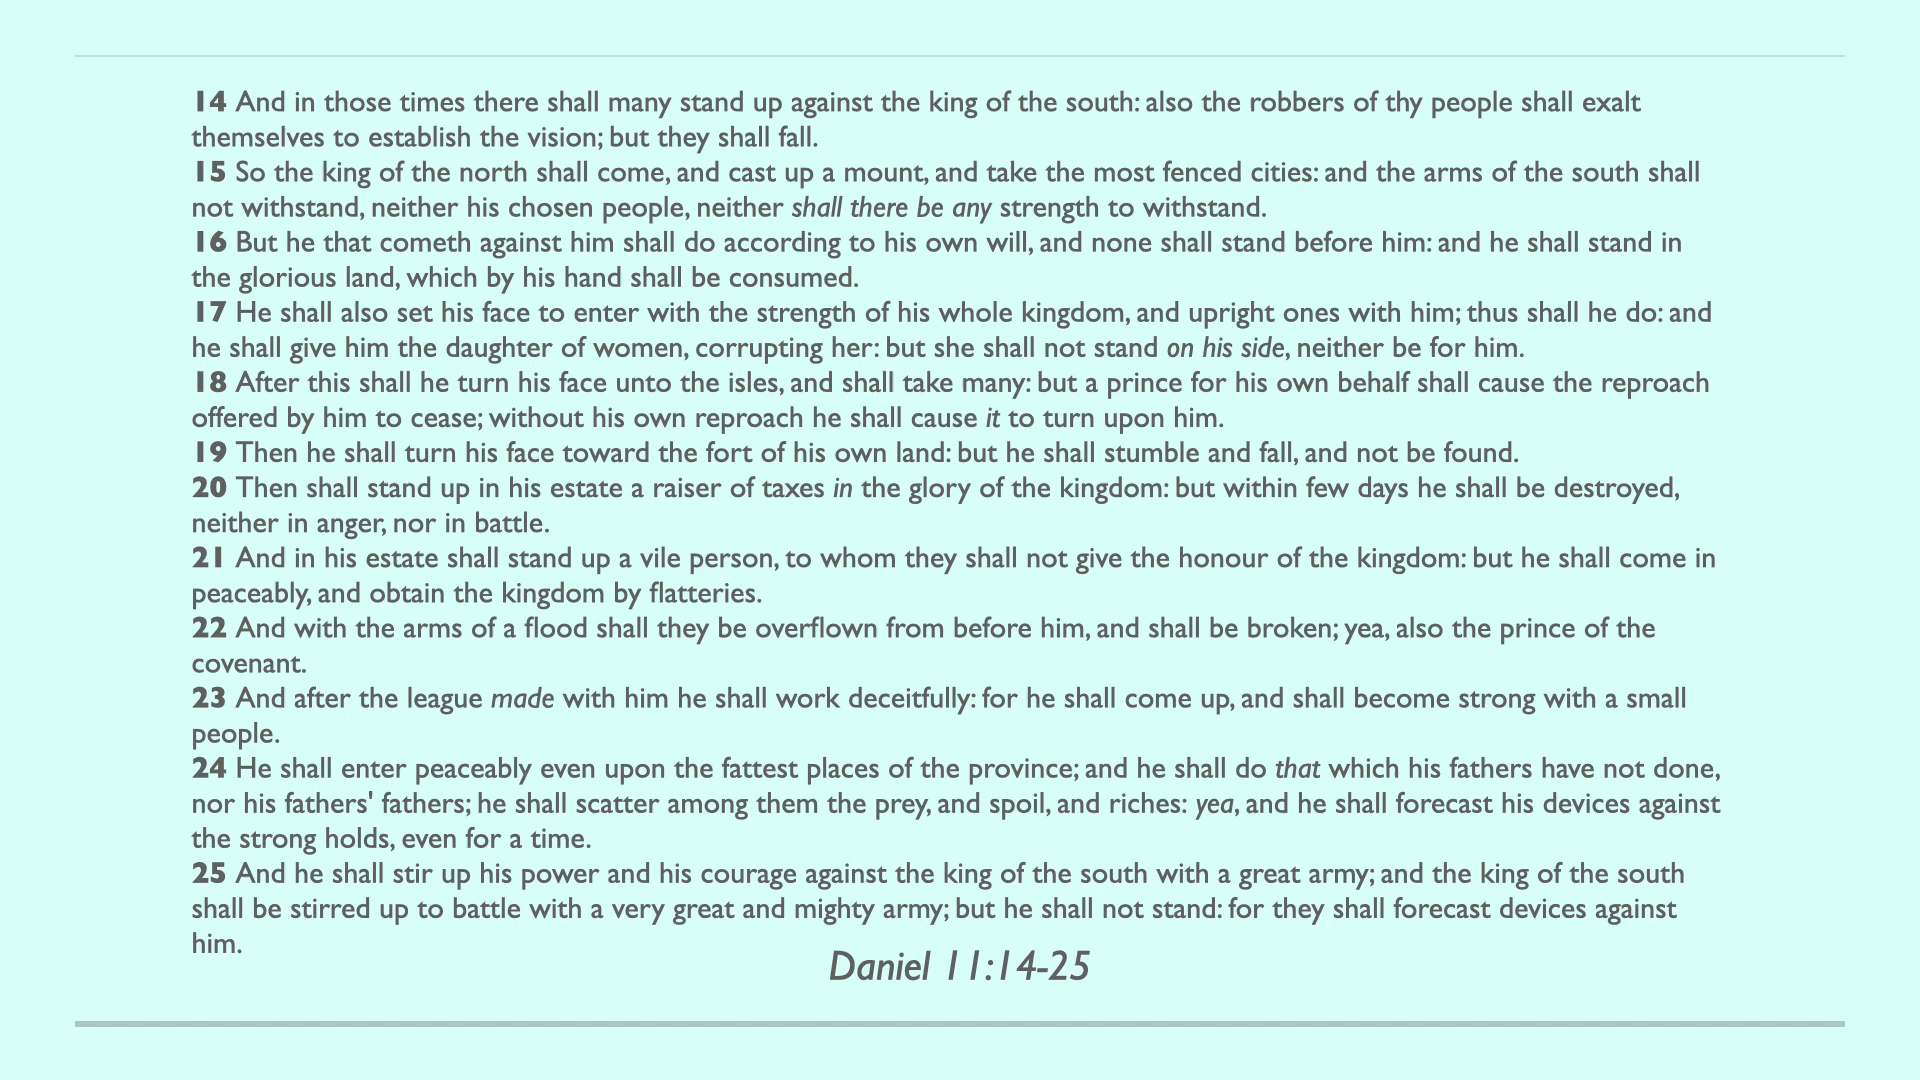 14 And in those times there shall many stand up against the king of the south: also the robbers of thy people shall exalt
themselves to establish the vision; but they shall fall.
15 So the king of the north shall come, and cast up a mount, and take the most fenced cities: and the arms of the south shall
not withstand, neither his chosen people, neither shall there be any strength to withstand.
16 But he that cometh against him shall do according to his own will, and none shall stand before him: and he shall stand in
the glorious land, which by his hand shall be consumed.
17 He shall also set his face to enter with the strength of his whole kingdom, and upright ones with him; thus shall he do: and
he shall give him the daughter of women, corrupting her: but she shall not stand on his side, neither be for him.
18 After this shall he turn his face unto the isles, and shall take many: but a prince for his own behalf shall cause the reproach
offered by him to cease; without his own reproach he shall cause it to turn upon him.
19 Then he shall turn his face toward the fort of his own land: but he shall stumble and fall, and not be found.
20 Then shall stand up in his estate a raiser of taxes in the glory of the kingdom: but within few days he shall be destroyed,
neither in anger, nor in battle.
21 And in his estate shall stand up a vile person, to whom they shall not give the honour of the kingdom: but he shall come in
peaceably, and obtain the kingdom by flatteries.
22 And with the arms of a flood shall they be overflown from before him, and shall be broken; yea, also the prince of the
covenant.
23 And after the league made with him he shall work deceitfully: for he shall come up, and shall become strong with a small
people.
24 He shall enter peaceably even upon the fattest places of the province; and he shall do that which his fathers have not done,
nor his fathers' fathers; he shall scatter among them the prey, and spoil, and riches: yea, and he shall forecast his devices against
the strong holds, even for a time.
25 And he shall stir up his power and his courage against the king of the south with a great army; and the king of the south
shall be stirred up to battle with a very great and mighty army; but he shall not stand: for they shall forecast devices against
him.
Daniel 11:14-25